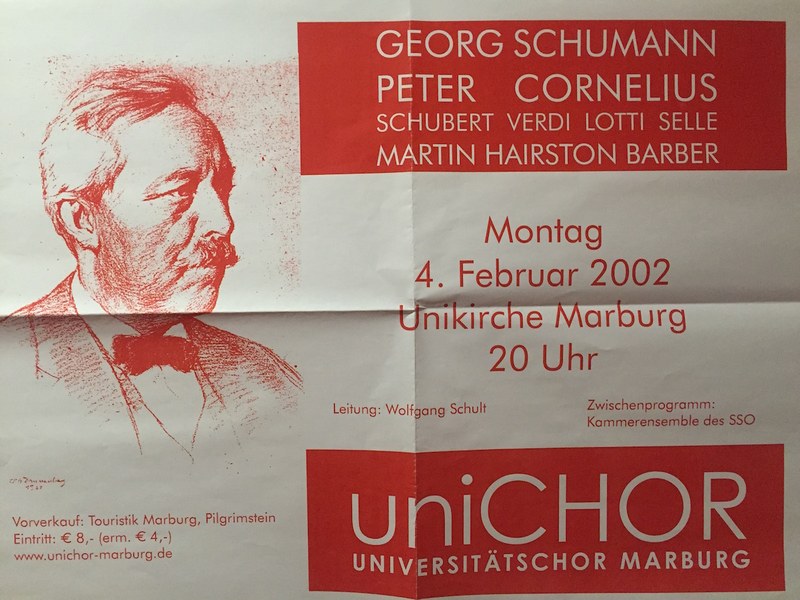 GEORG SCHUMANN
PETER CORNELIUS
SCHUBERT VERDI LOTTI SELLE
MARTIN HAIRSTON BARBER
Montag
4. Februar 2002
Unikirche Marburg
20 Uhr
Leitung: Wolfgang Schult
Zwischenprogramm:
Kammerensemble des SSO
Vorverkauf: Touristik Marburg, Pilgrimstein
Eintritt: € 8,- (erm. € 4,-)
www.unichor-marburg.de
uniCHOR
UNIVERSITÄTSCHOR MARBURG